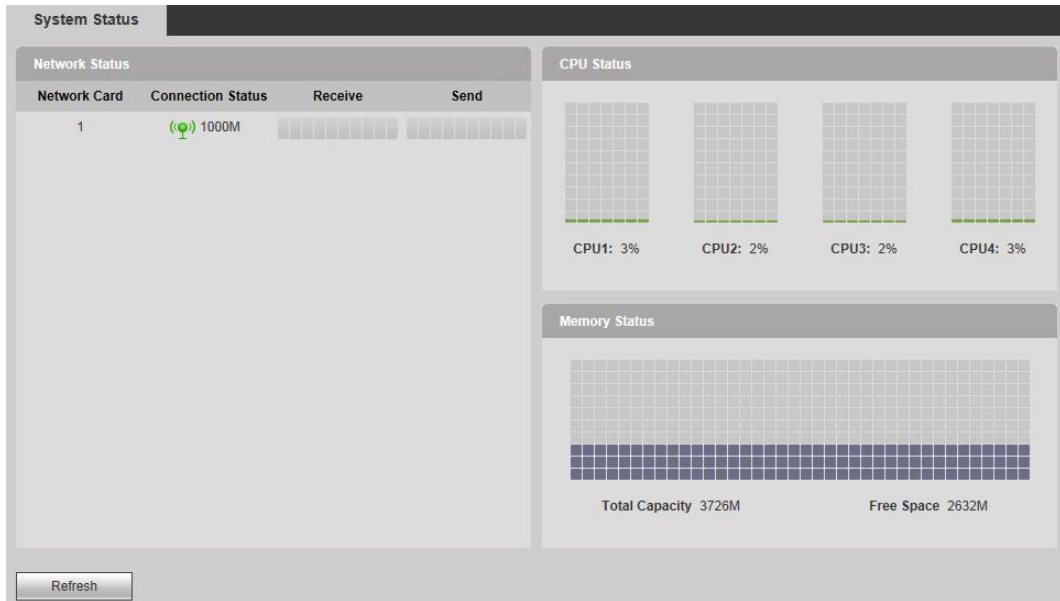 System Status
Network Status
Network Card Connection Status Receive Send
1 1000M
CPU Status
CPU1: 3% CPU2: 2% CPU3: 2% CPU4: 3%
Memory Status
Total Capacity 3726M Free Space 2632M
Refresh